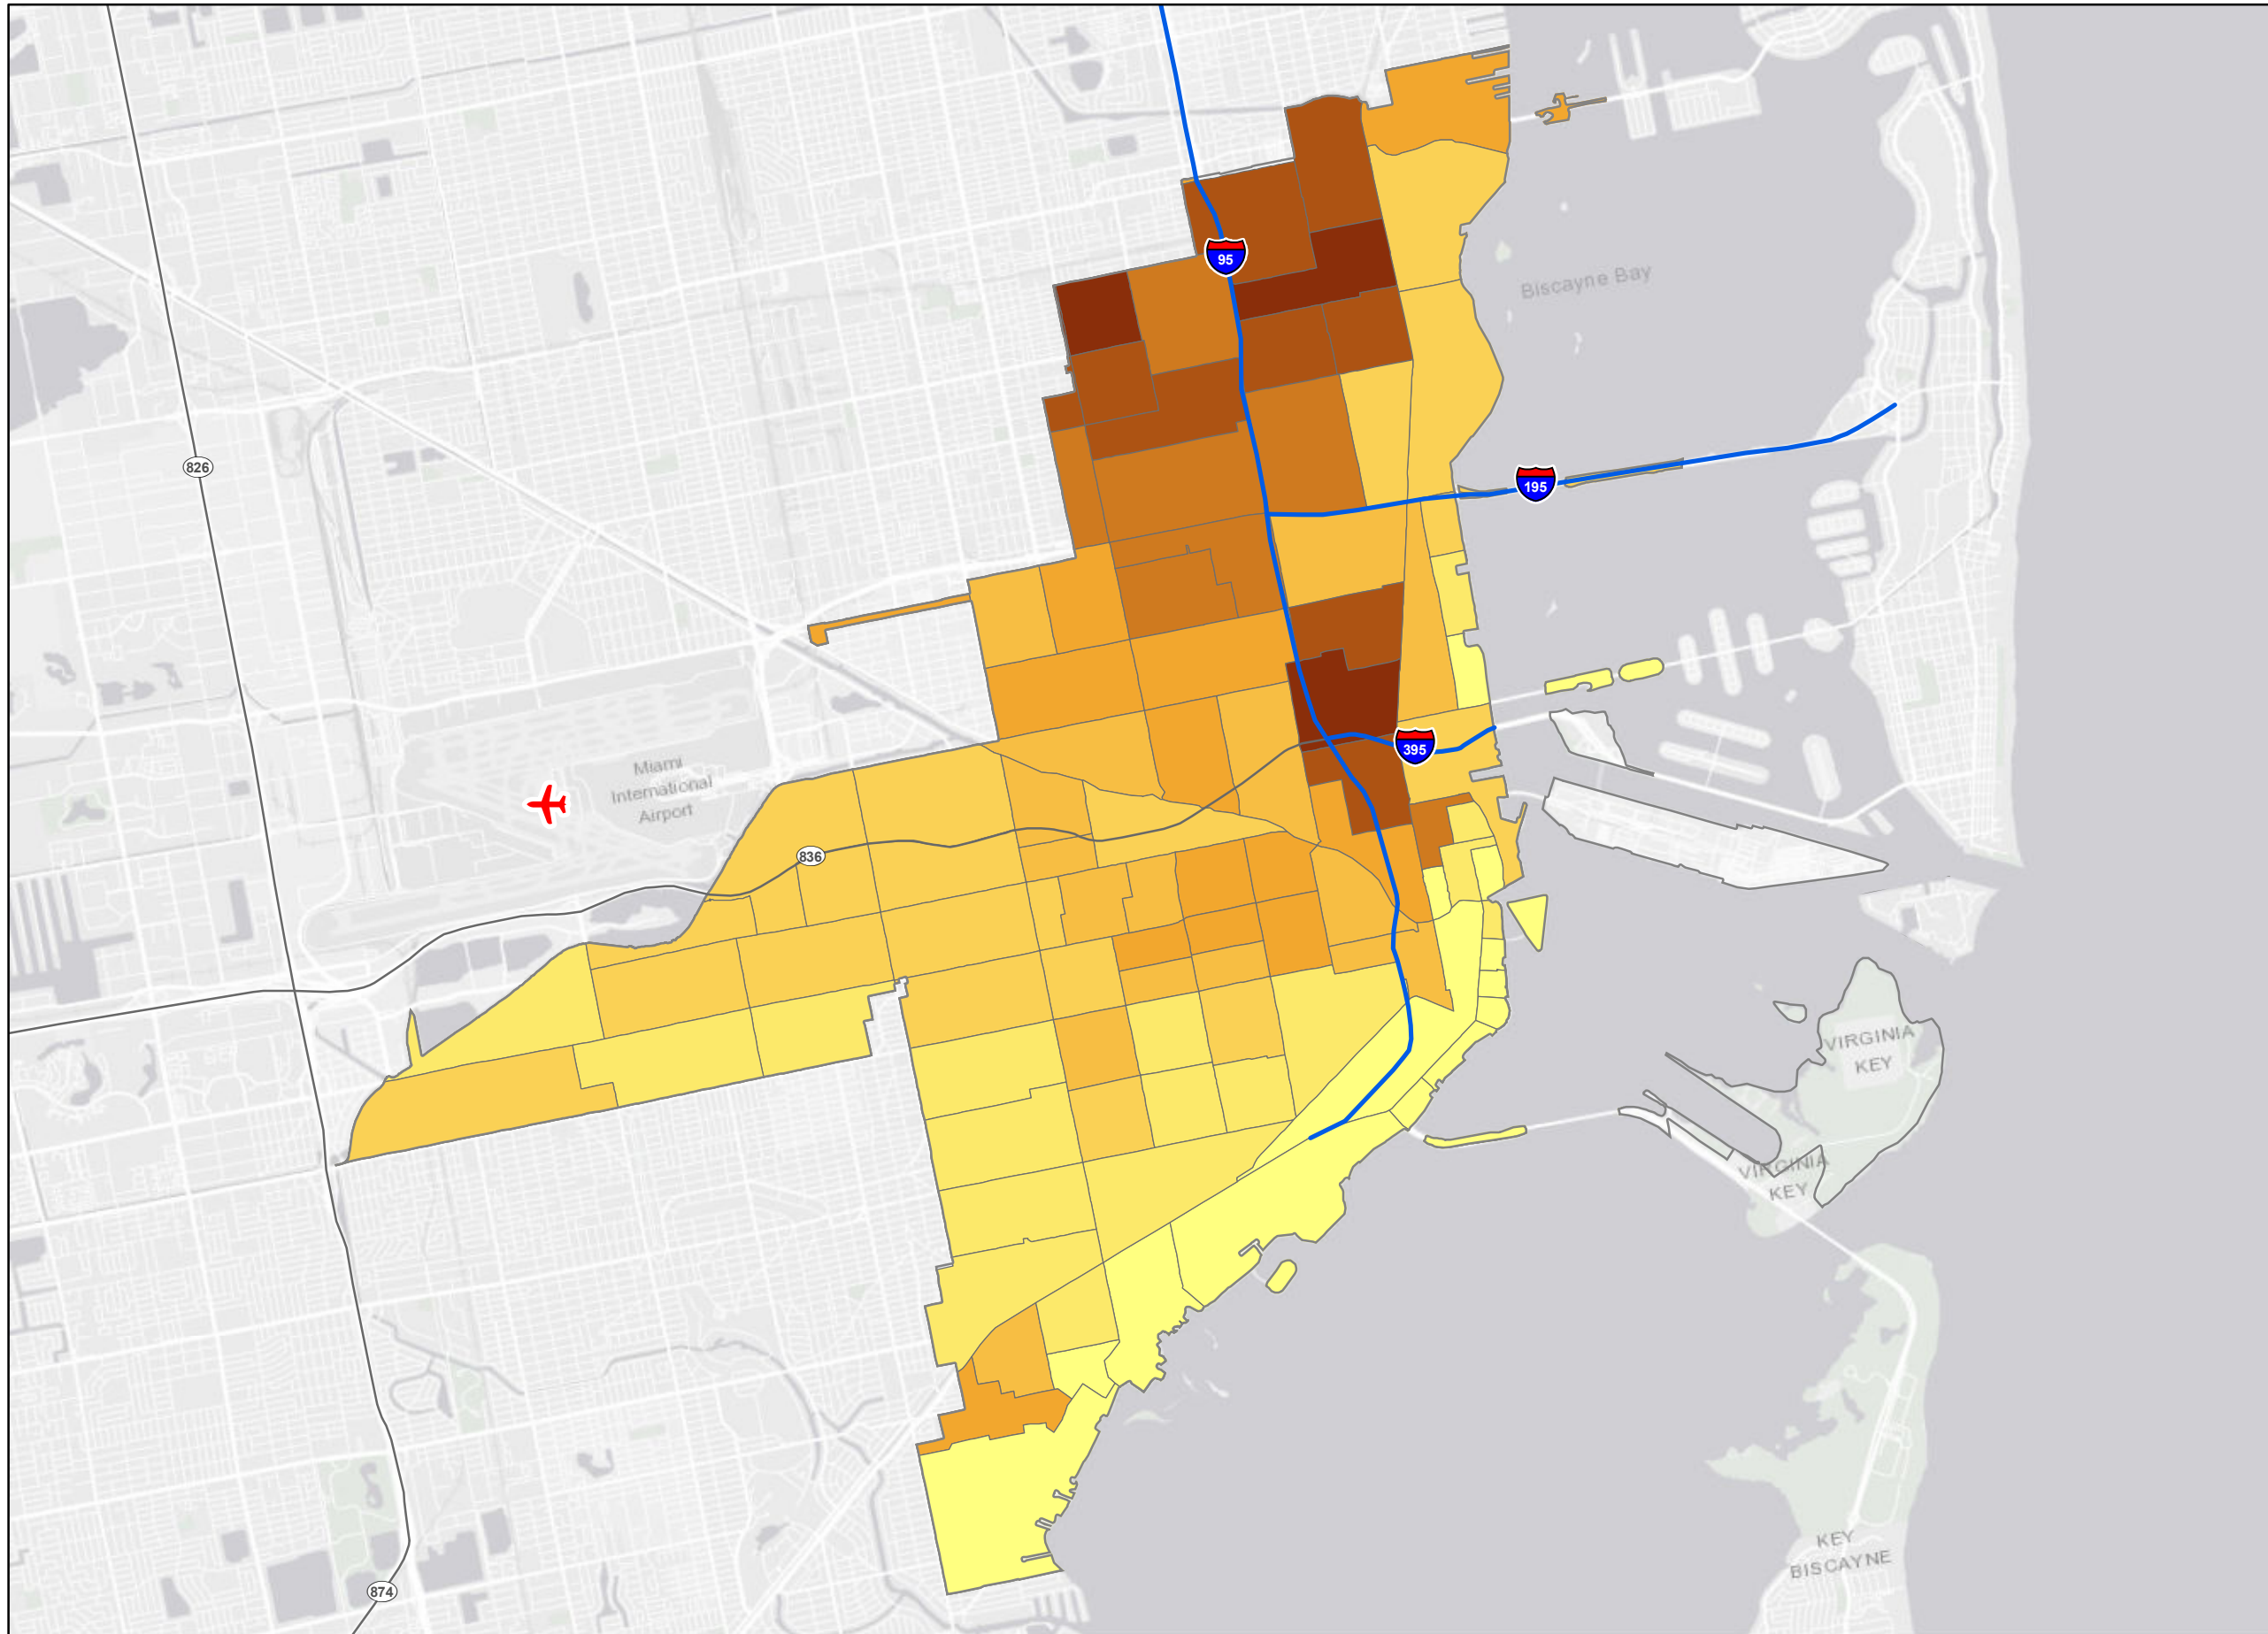 95
Biscayne Bay
826
195
395
Miami
International
Airport
836
VIRGINIA
KEY
VIRGINIA
KEY
KEY
BISCAYNE
874